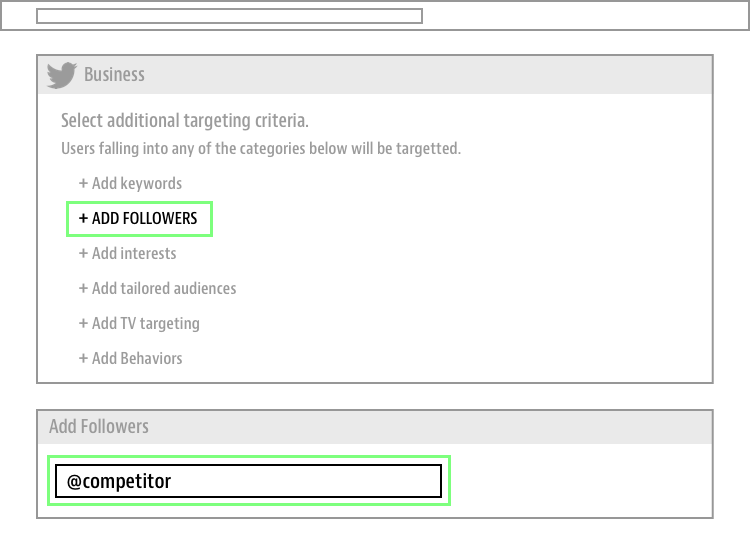 Business
Select additional targeting criteria.
Users falling into any of the categories below will be targetted.
+ Add keywords
+ ADD FOLLOWERS
+ Add interests
+ Add tailored audiences
+ Add TV targeting
+ Add Behaviors
Add Followers
@competitor